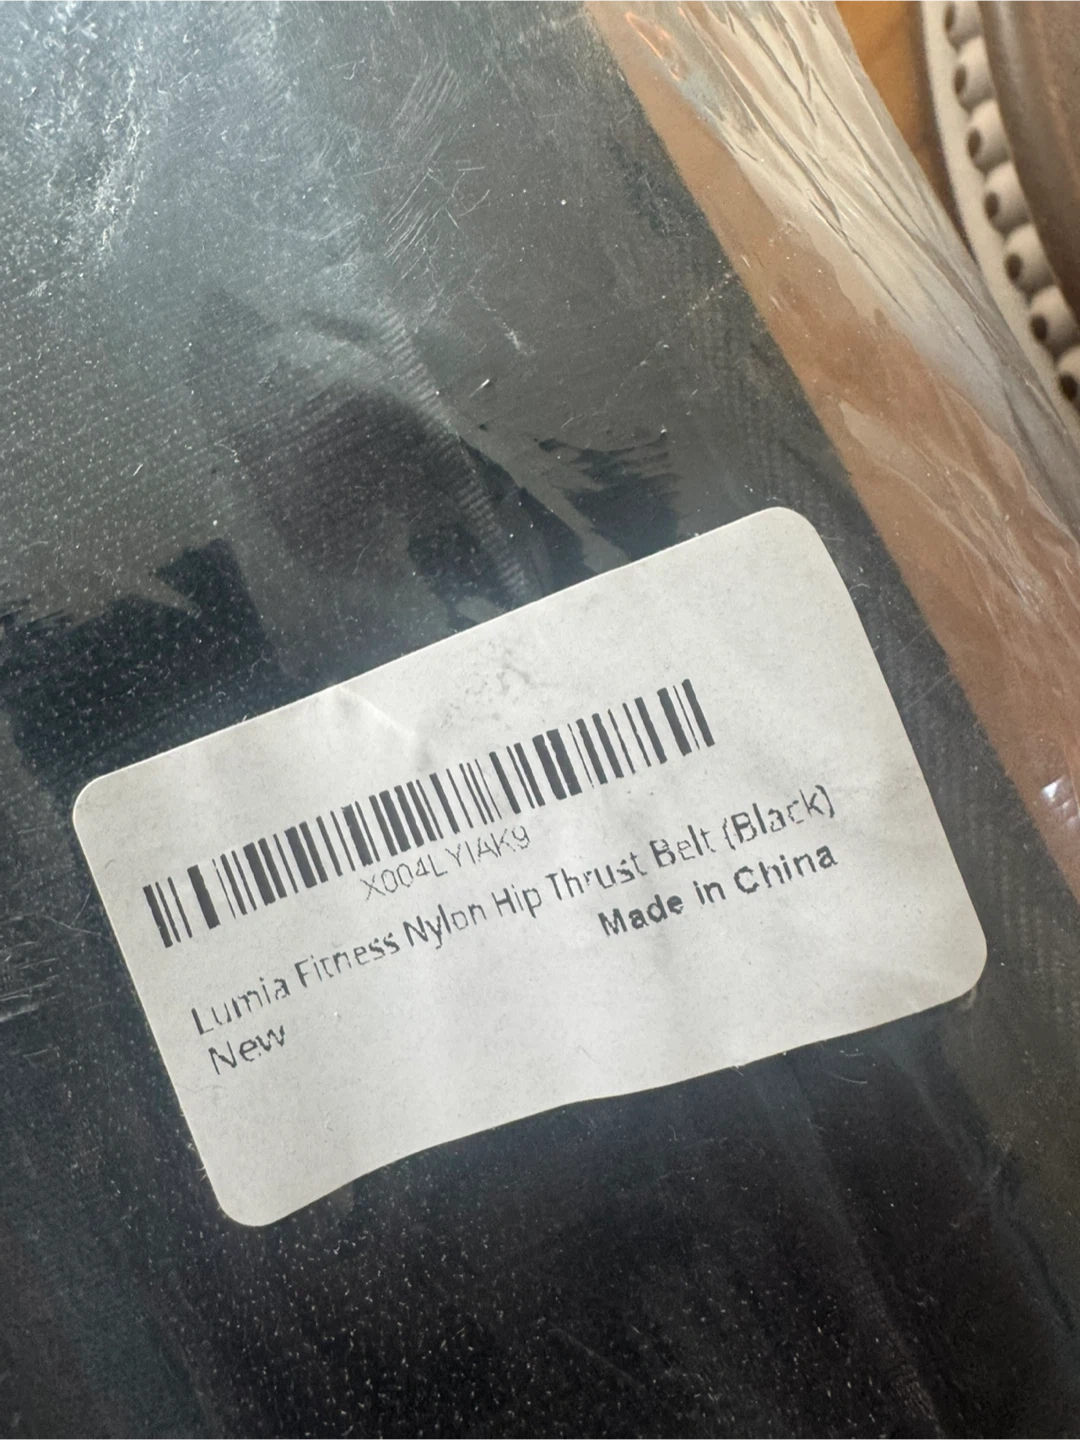 X004LYIAK9
Lumia Fitness Nylon Hip Thrust Belt (Black)
New
Made in China